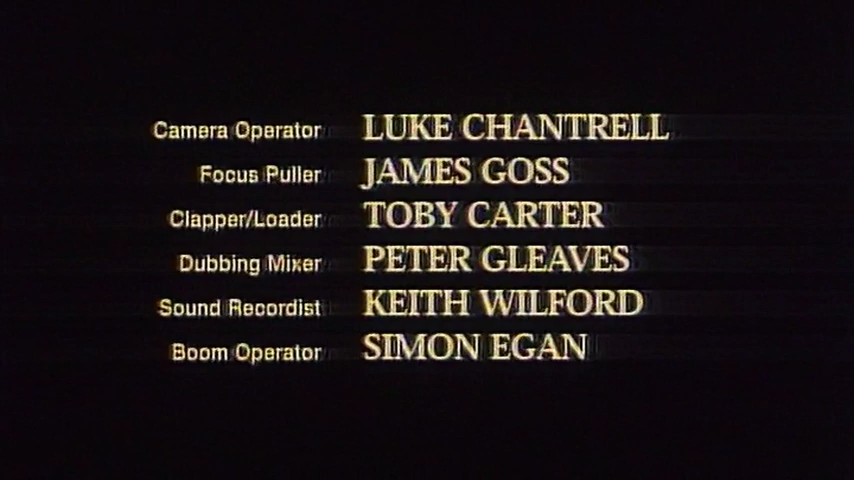 Camera Operator LUKE CHANTRELL
Focus Puller JAMES GOSS
Clapper/Loader TOBY CARTER
Dubbing Mixer PETER GLEAVES
Sound Recordist KEITH WILFORD
Boom Operator SIMON EGAN